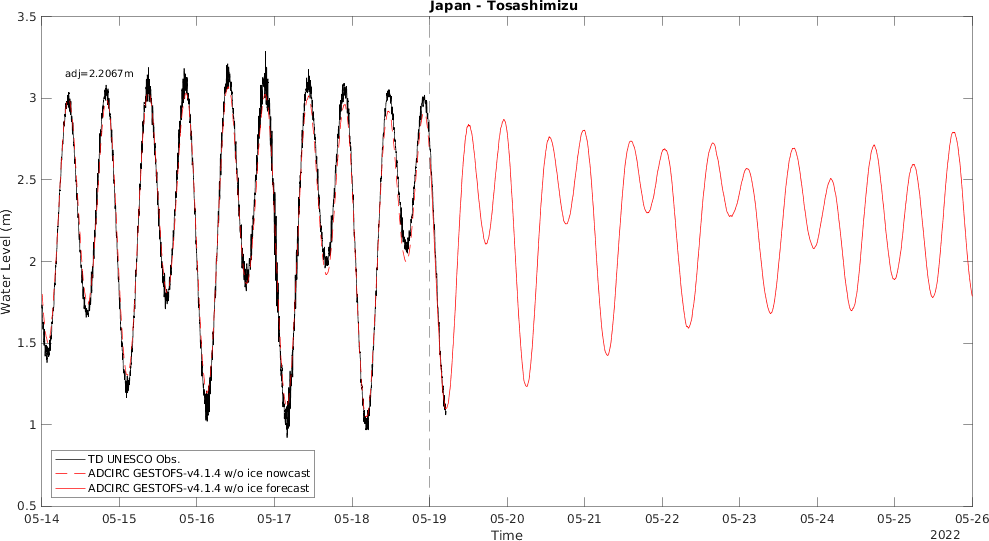 Japan - Tosashimizu
adj=2.2067m
3.5
3
2.5
2
1.5
1
0.5
Water Level (m)
TD UNESCO Obs.
ADCIRC GESTOFS-v4.1.4 w/o ice nowcast
ADCIRC GESTOFS-v4.1.4 w/o ice forecast
05-14 05-15 05-16 05-17 05-18 05-19 05-20 05-21 05-22 05-23 05-24 05-25 05-26
Time
2022